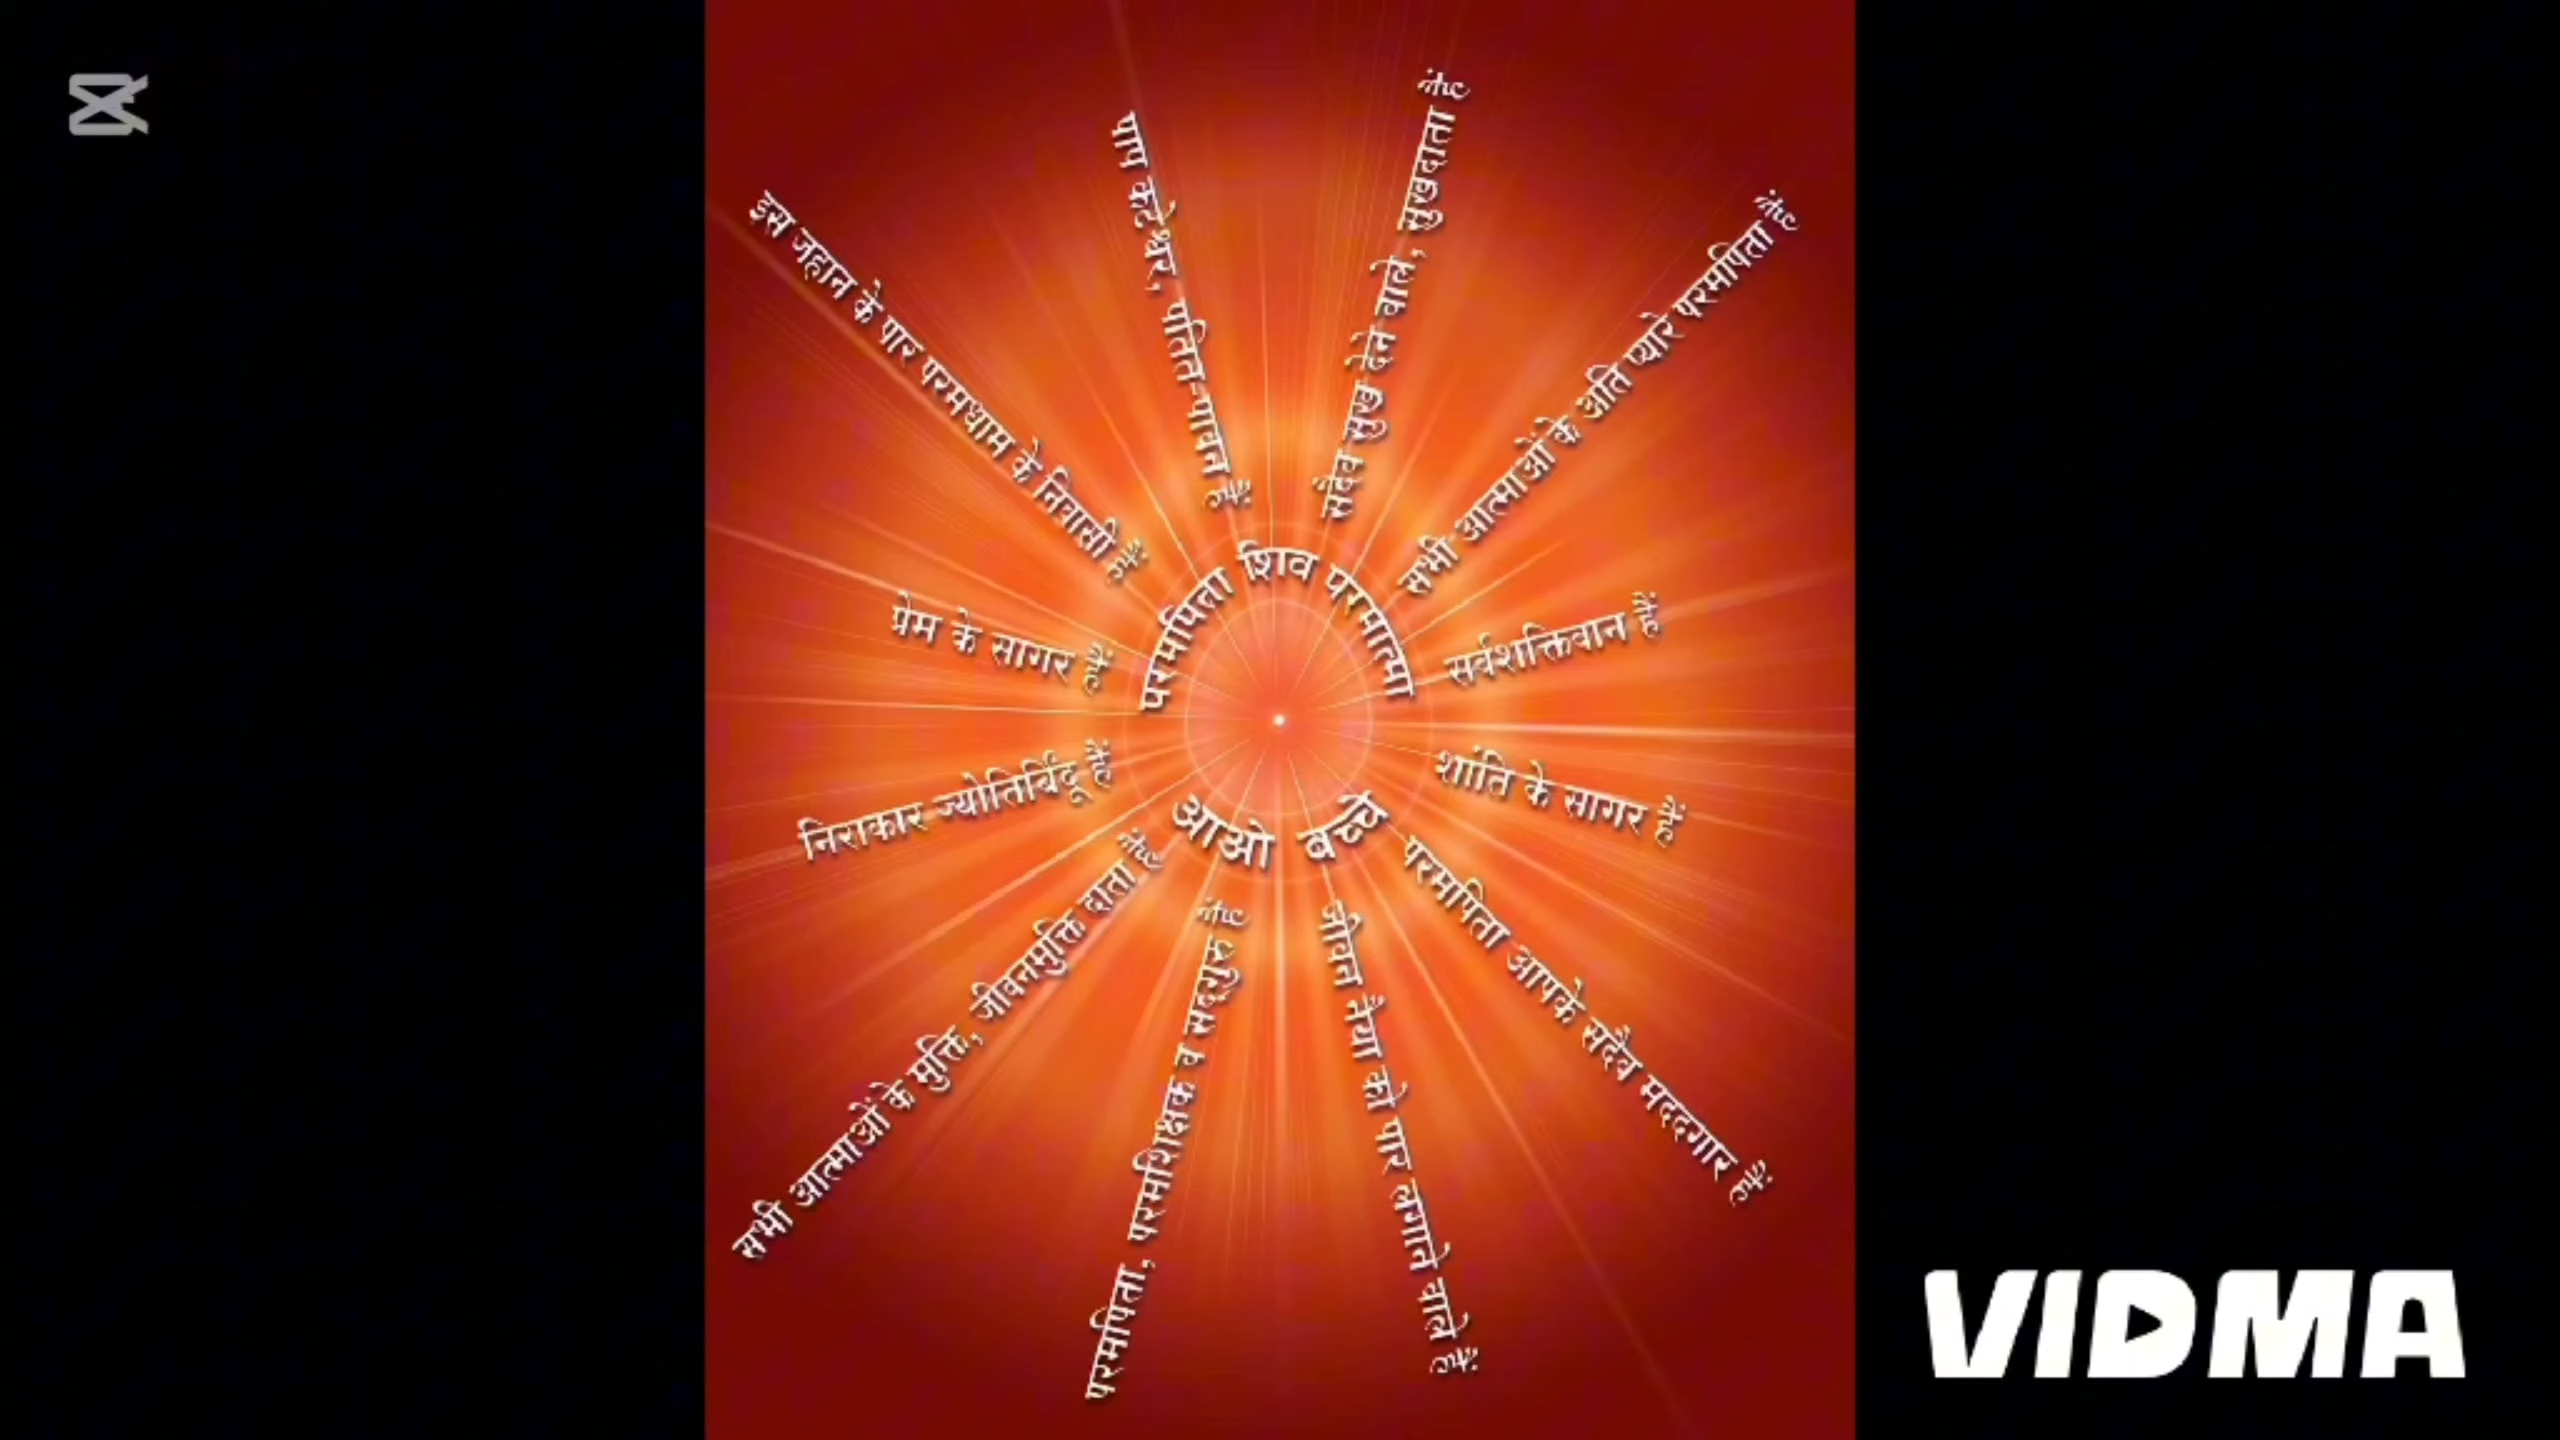 परमपिता शिव परमात्मा
आओ बच्चे
सदैव सुख देने वाले, सुखदाता हैं
सभी आत्माओं के अति प्यारे परमपिता हैं
सर्वशक्तिवान हैं
शांति के सागर हैं
परमपिता आपके सदैव मददगार हैं
जीवन नैया को पार लगाने वाले हैं
परमपिता, परमशिक्षक व सद्गुरु हैं
सभी आत्माओं के मुक्ति, जीवनमुक्ति दाता हैं
निराकार ज्योतिर्बिंदू हैं
प्रेम के सागर हैं
इस जहान के पार परमधाम के निवासी हैं
पाप कटेश्वर, पतित-पावन हैं
VIDMA